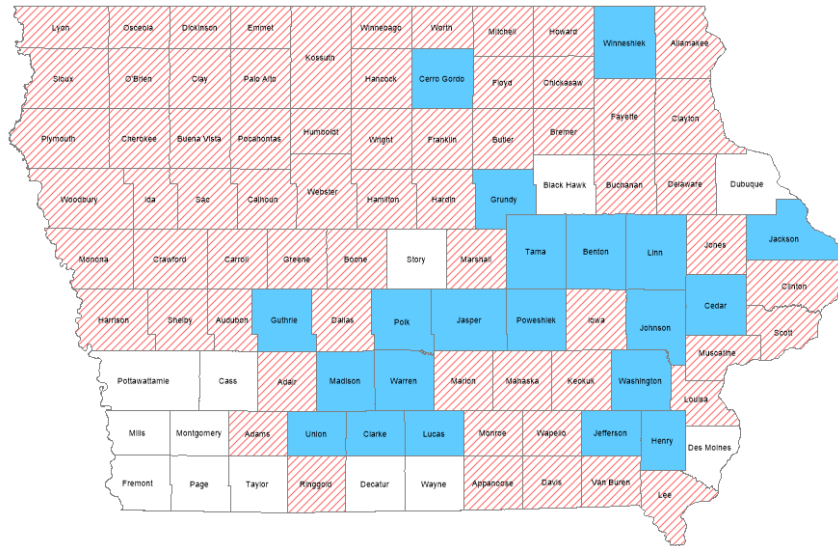 Lyon
Osceola
Dickinson
Emmet
Winnebago
Worth
Mitchell
Howard
Winneshiek
Allamakee
Kossuth
Sioux
O'Brien
Clay
Palo Alto
Hancock
Cerro Gordo
Floyd
Chickasaw
Fayette
Clayton
Plymouth
Cherokee
Buena Vista
Pocahontas
Humboldt
Wright
Franklin
Butler
Bremer
Woodbury
Ida
Sac
Calhoun
Webster
Hamilton
Hardin
Grundy
Black Hawk
Buchanan
Delaware
Dubuque
Monona
Crawford
Carroll
Greene
Boone
Story
Marshall
Tama
Benton
Linn
Jones
Jackson
Clinton
Harrison
Shelby
Audubon
Guthrie
Dallas
Polk
Jasper
Poweshiek
Iowa
Johnson
Cedar
Scott
Muscatine
Pottawattamie
Cass
Adair
Madison
Warren
Marion
Mahaska
Keokuk
Washington
Louisa
Mills
Montgomery
Adams
Union
Clarke
Lucas
Monroe
Wapello
Jefferson
Henry
Des Moines
Fremont
Page
Taylor
Ringgold
Decatur
Wayne
Appanoose
Davis
Van Buren
Lee